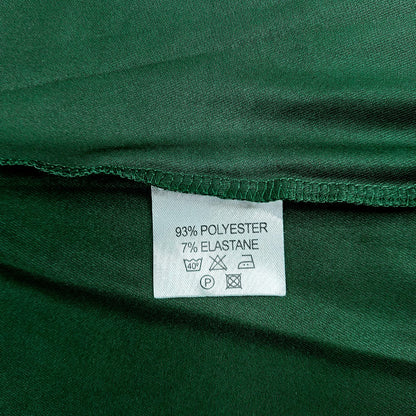 93% POLYESTER
7% ELASTANE
40°
P